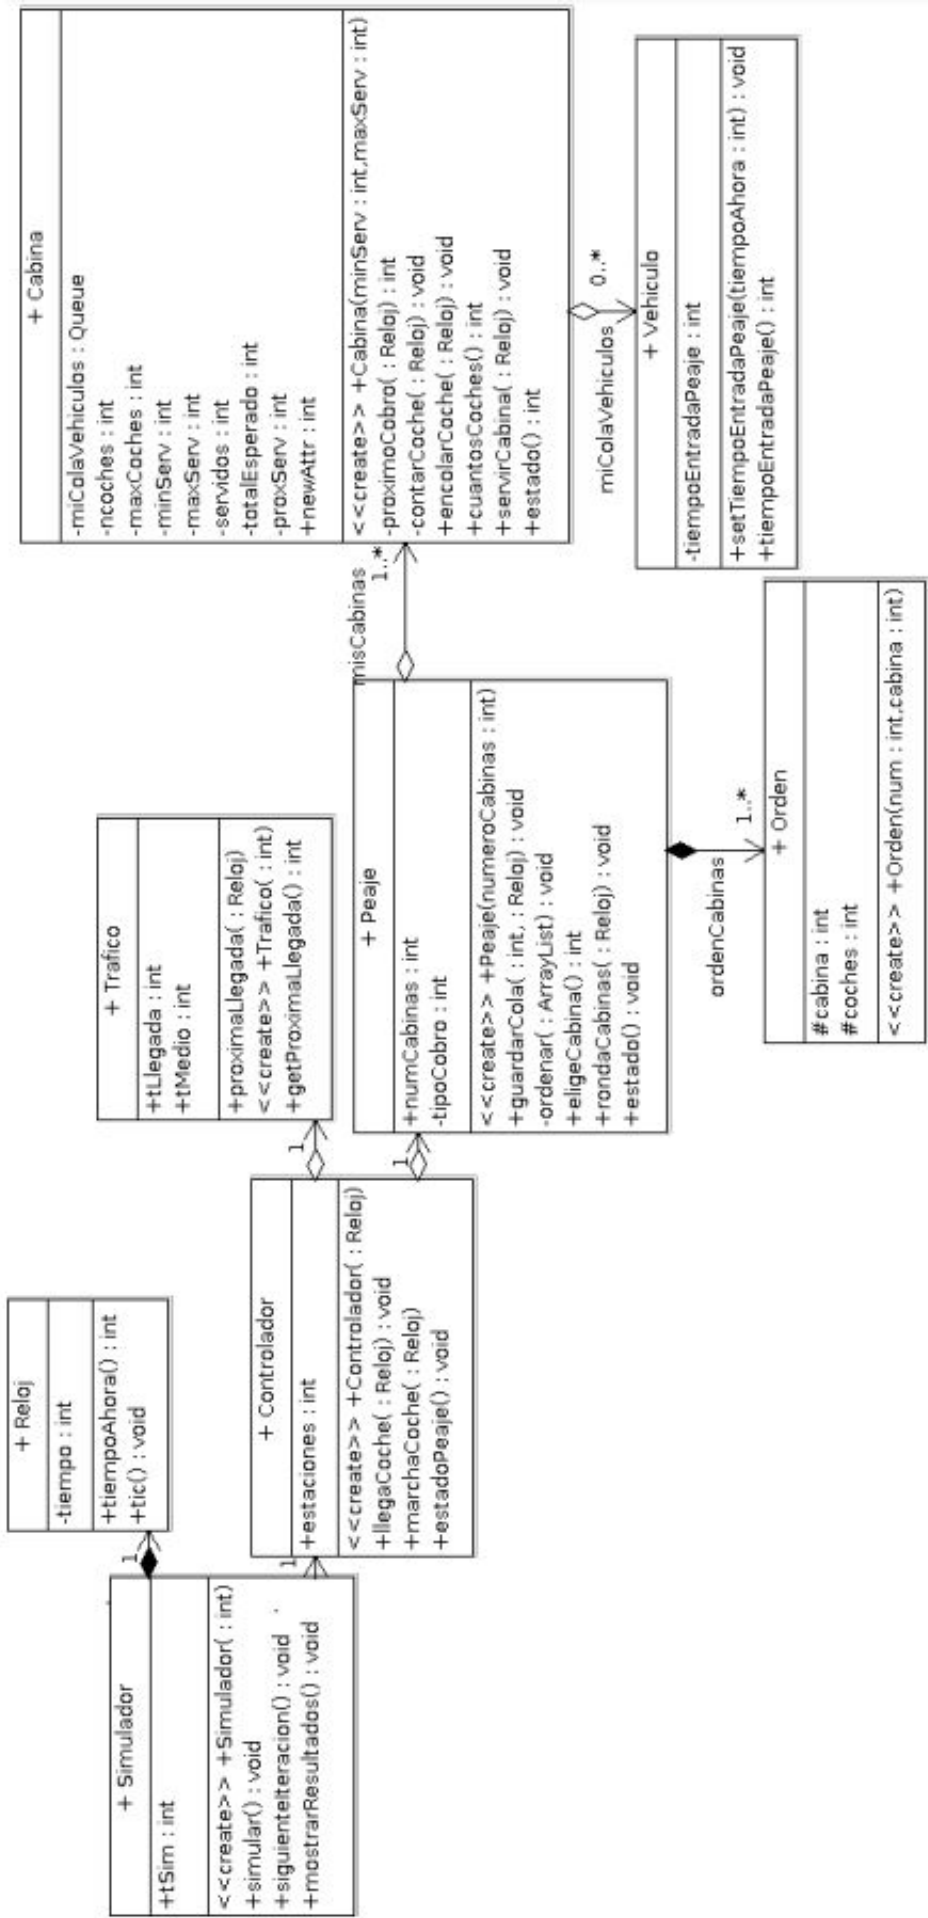 + Simulador
+tSim : int
<<create>> +Simulador( : int)
+simular() : void
+siguienteIteracion() : void
+mostrarResultados() : void
1
+ Reloj
-tiempo : int
+tiempoAhora() : int
+tic() : void
1
+ Controlador
+estaciones : int
<<create>> +Controlador( : Reloj)
+llegaCoche( : Reloj) : void
+marchaCoche( : Reloj)
+estadoPeaje() : void
1
+ Trafico
+tLlegada : int
+tMedio : int
+proximaLlegada( : Reloj)
<<create>> +Trafico( : int)
+getProximaLlegada() : int
1
+ Peaje
+numCabinas : int
-tipoCobro : int
<<create>> +Peaje(numeroCabinas : int)
+guardarCola( : int, : Reloj) : void
-ordenar( : ArrayList) : void
+eligeCabina() : int
+rondaCabinas( : Reloj) : void
+estado() : void
misCabinas
1..*
ordenCabinas
1..*
+ Orden
#cabina : int
#coches : int
<<create>> +Orden(num : int,cabina : int)
+ Cabina
-miColaVehiculos : Queue
-ncoches : int
-maxCoches : int
-minServ : int
-maxServ : int
-servidos : int
-totalEsperado : int
-proxServ : int
+newAttr : int
<<create>> +Cabina(minServ : int,maxServ : int)
-proximoCobro( : Reloj) : int
-contarCoche( : Reloj) : void
+encolarCoche( : Reloj) : void
+cuantosCoches() : int
+servirCabina( : Reloj) : void
+estado() : int
miColaVehiculos
0..*
+ Vehiculo
-tiempoEntradaPeaje : int
+setTiempoEntradaPeaje(tiempoAhora : int) : void
+tiempoEntradaPeaje() : int